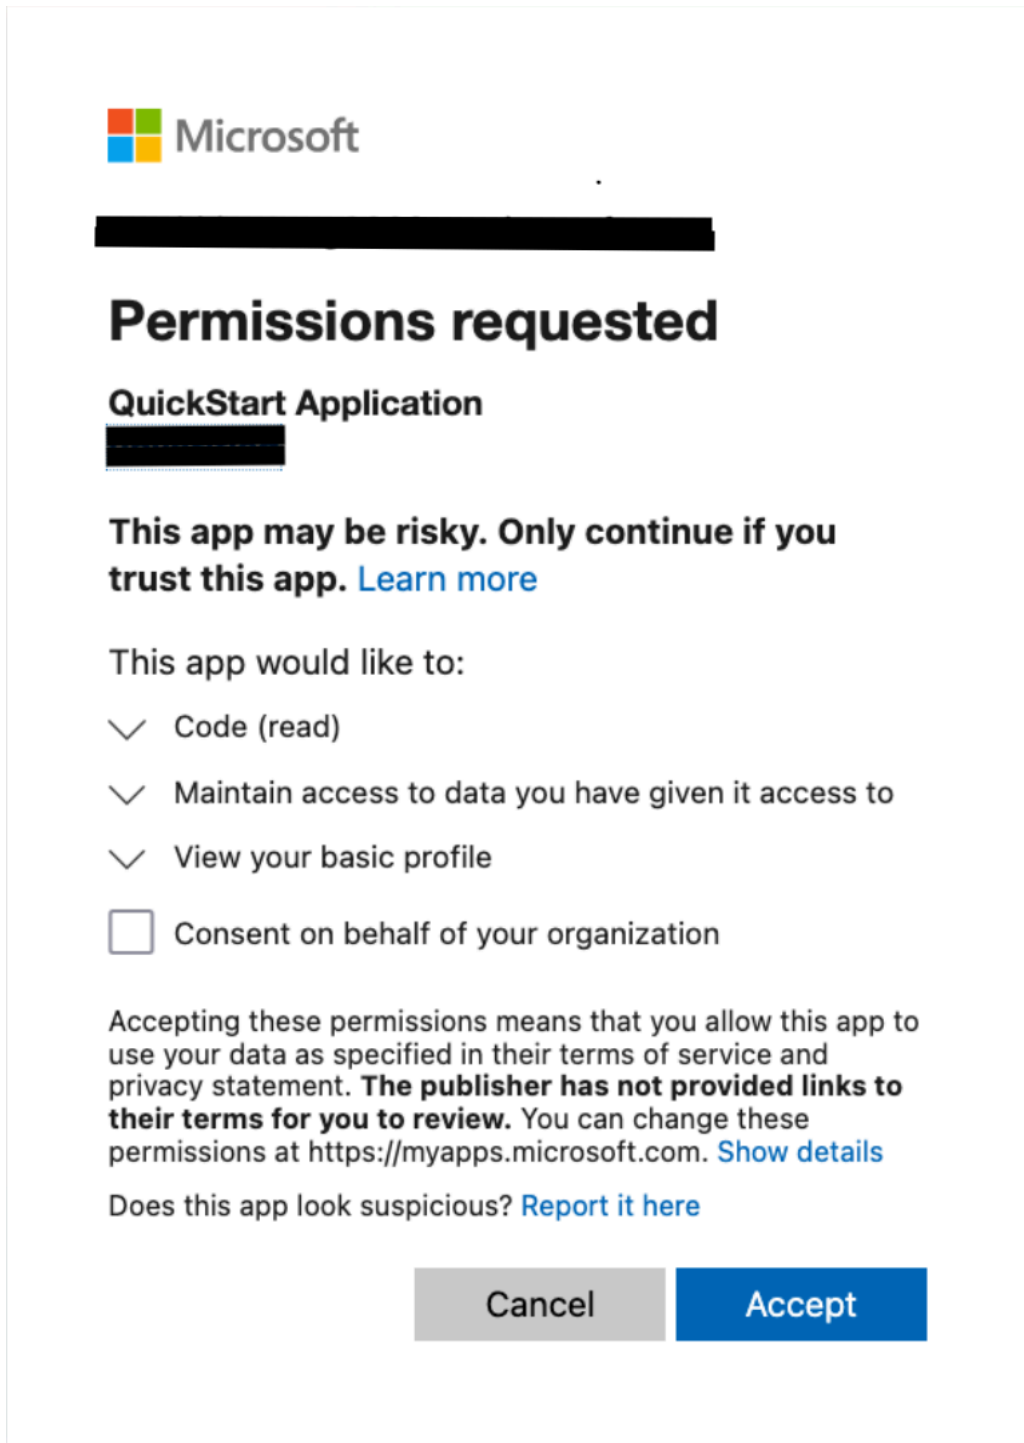 Microsoft
Permissions requested
QuickStart Application
This app may be risky. Only continue if you
trust this app. Learn more
This app would like to:
Code (read)
Maintain access to data you have given it access to
View your basic profile
Consent on behalf of your organization
Accepting these permissions means that you allow this app to
use your data as specified in their terms of service and
privacy statement. The publisher has not provided links to
their terms for you to review. You can change these
permissions at https://myapps.microsoft.com. Show details
Does this app look suspicious? Report it here
Cancel Accept